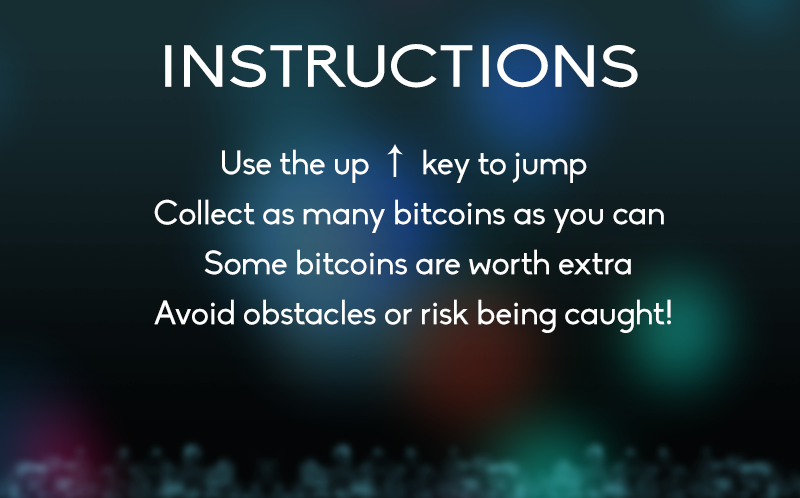 INSTRUCTIONS
Use the up ↑ key to jump
Collect as many bitcoins as you can
Some bitcoins are worth extra
Avoid obstacles or risk being caught!